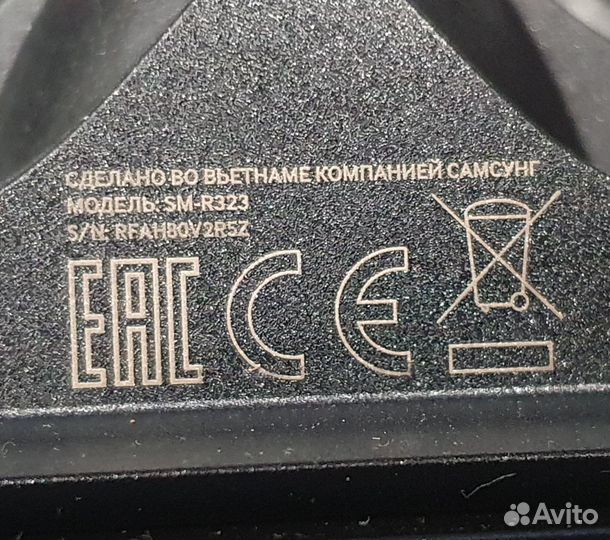 СДЕЛАНО ВО ВЬЕТНАМЕ КОМПАНИЕЙ САМСУНГ
МОДЕЛЬ: SM-R323
S/N: RFAH80V2R5Z
EAC CE
Avito